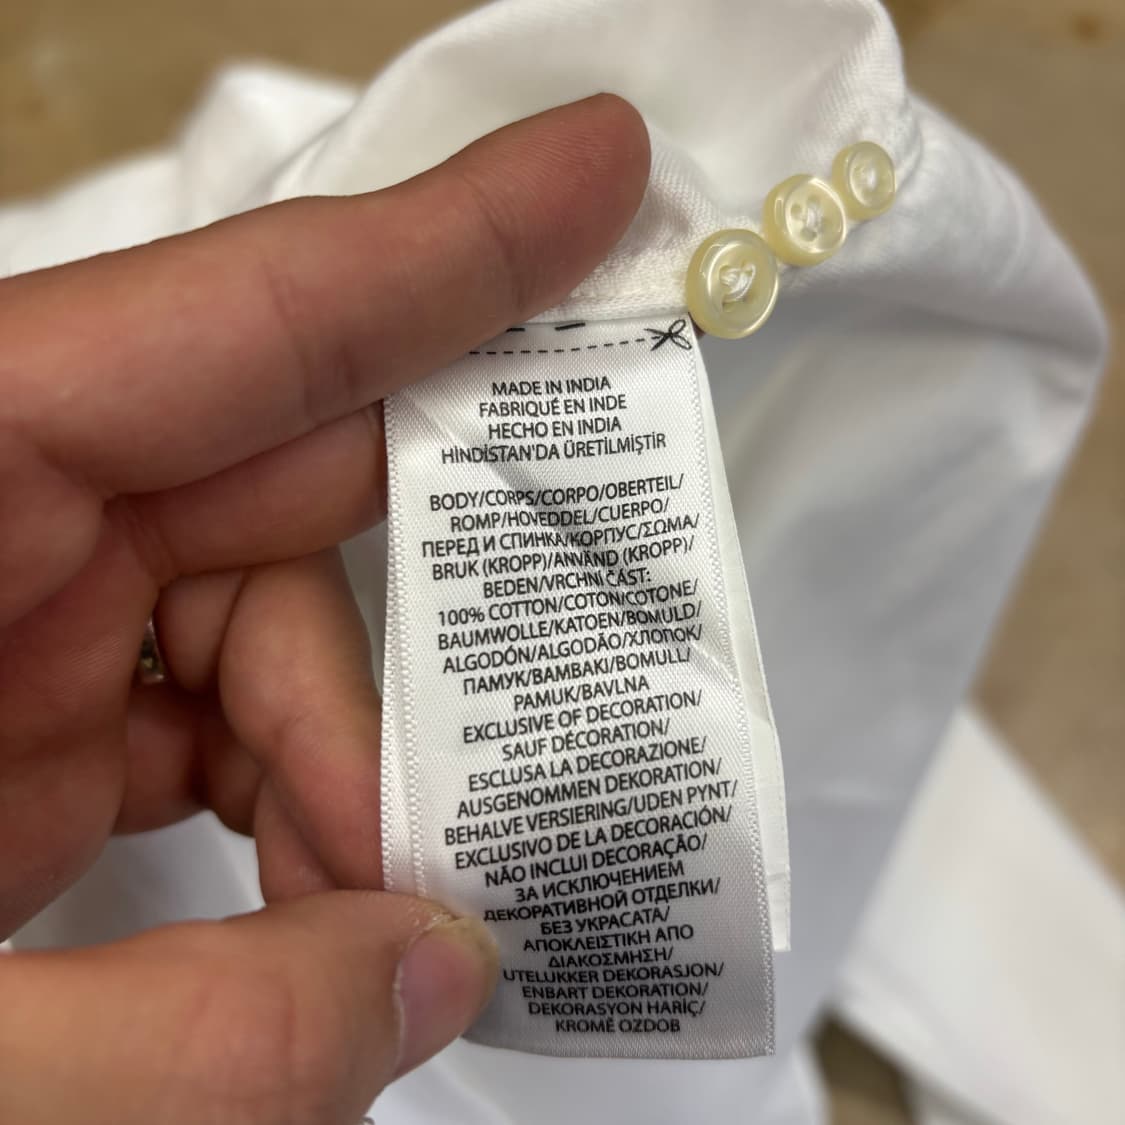 MADE IN INDIA
FABRIQUÉ EN INDE
HECHO EN INDIA
HİNDİSTAN'DA ÜRETİLMİŞTİR
BODY/CORPS/CORPO/OBERTEIL/
ROMP/HOVEDDEL/CUERPO/
ПЕРЕД И СПИНКА/КОРПУС/ΣΩΜΑ/
BRUK (KROPP)/ANVÄND (KROPP)/
BEDEN/VRCHNÍ ČÁST:
100% COTTON/COTON/COTONE/
BAUMWOLLE/KATOEN/BOMULD/
ALGODÓN/ALGODÃO/ХЛОПОК/
ПАМУК/ΒΑΜΒΑΚΙ/BOMULL/
PAMUK/BAVLNA
EXCLUSIVE OF DECORATION/
SAUF DÉCORATION/
ESCLUSA LA DECORAZIONE/
AUSGENOMMEN DEKORATION/
BEHALVE VERSIERING/UDEN PYNT/
EXCLUSIVO DE LA DECORACIÓN/
NÃO INCLUI DECORAÇÃO/
ЗА ИСКЛЮЧЕНИЕМ
ДЕКОРАТИВНОЙ ОТДЕЛКИ/
БЕЗ УКРАСАТА/
ΑΠΟΚΛΕΙΣΤΙΚΗ ΑΠΟ
ΔΙΑΚΟΣΜΗΣΗ/
UTELUKKER DEKORASJON/
ENBART DEKORATION/
DEKORASYON HARİÇ/
KROMĚ OZDOB